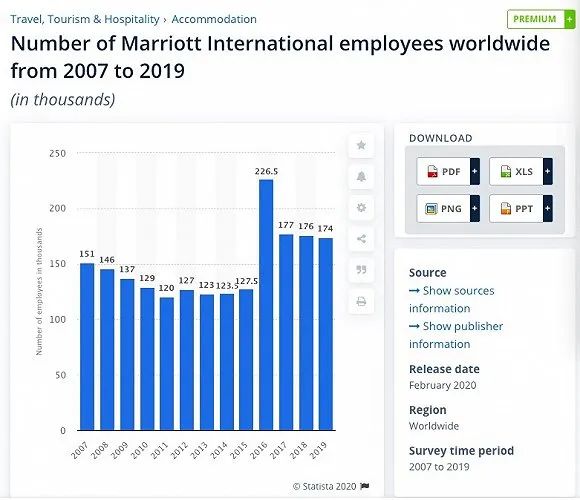 Travel, Tourism & Hospitality › Accommodation
PREMIUM +
Number of Marriott International employees worldwide
from 2007 to 2019
(in thousands)
DOWNLOAD
PDF +
XLS +
PNG +
PPT +
Number of employees in thousands
250
200
150
100
50
0
151
146
137
129
120
127
123
123.5
127.5
226.5
177
176
174
2007
2008
2009
2010
2011
2012
2013
2014
2015
2016
2017
2018
2019
© Statista 2020
Source
→ Show sources
information
→ Show publisher
information
Release date
February 2020
Region
Worldwide
Survey time period
2007 to 2019